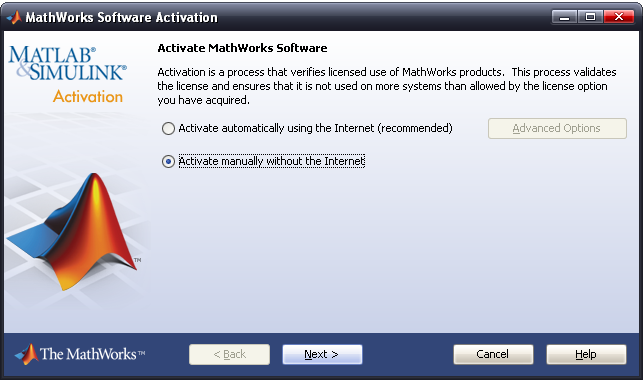 MathWorks Software Activation
MATLAB®
&SIMULINK®
Activation
Activate MathWorks Software
Activation is a process that verifies licensed use of MathWorks products.  This process validates
the license and ensures that it is not used on more systems than allowed by the license option
you have acquired.
Activate automatically using the Internet (recommended)
Advanced Options
Activate manually without the Internet
™
The MathWorks™
< Back
Next >
Cancel
Help